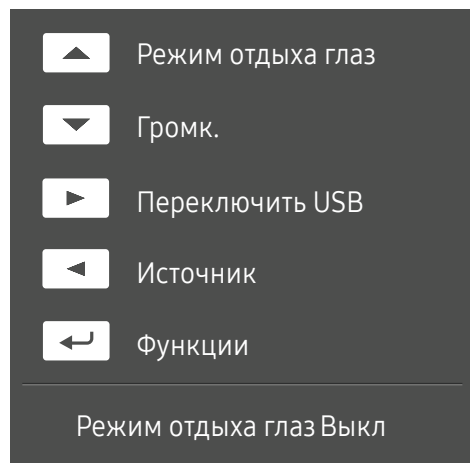 Режим отдыха глаз
Громк.
Переключить USB
Источник
Функции
Режим отдыха глаз Выкл